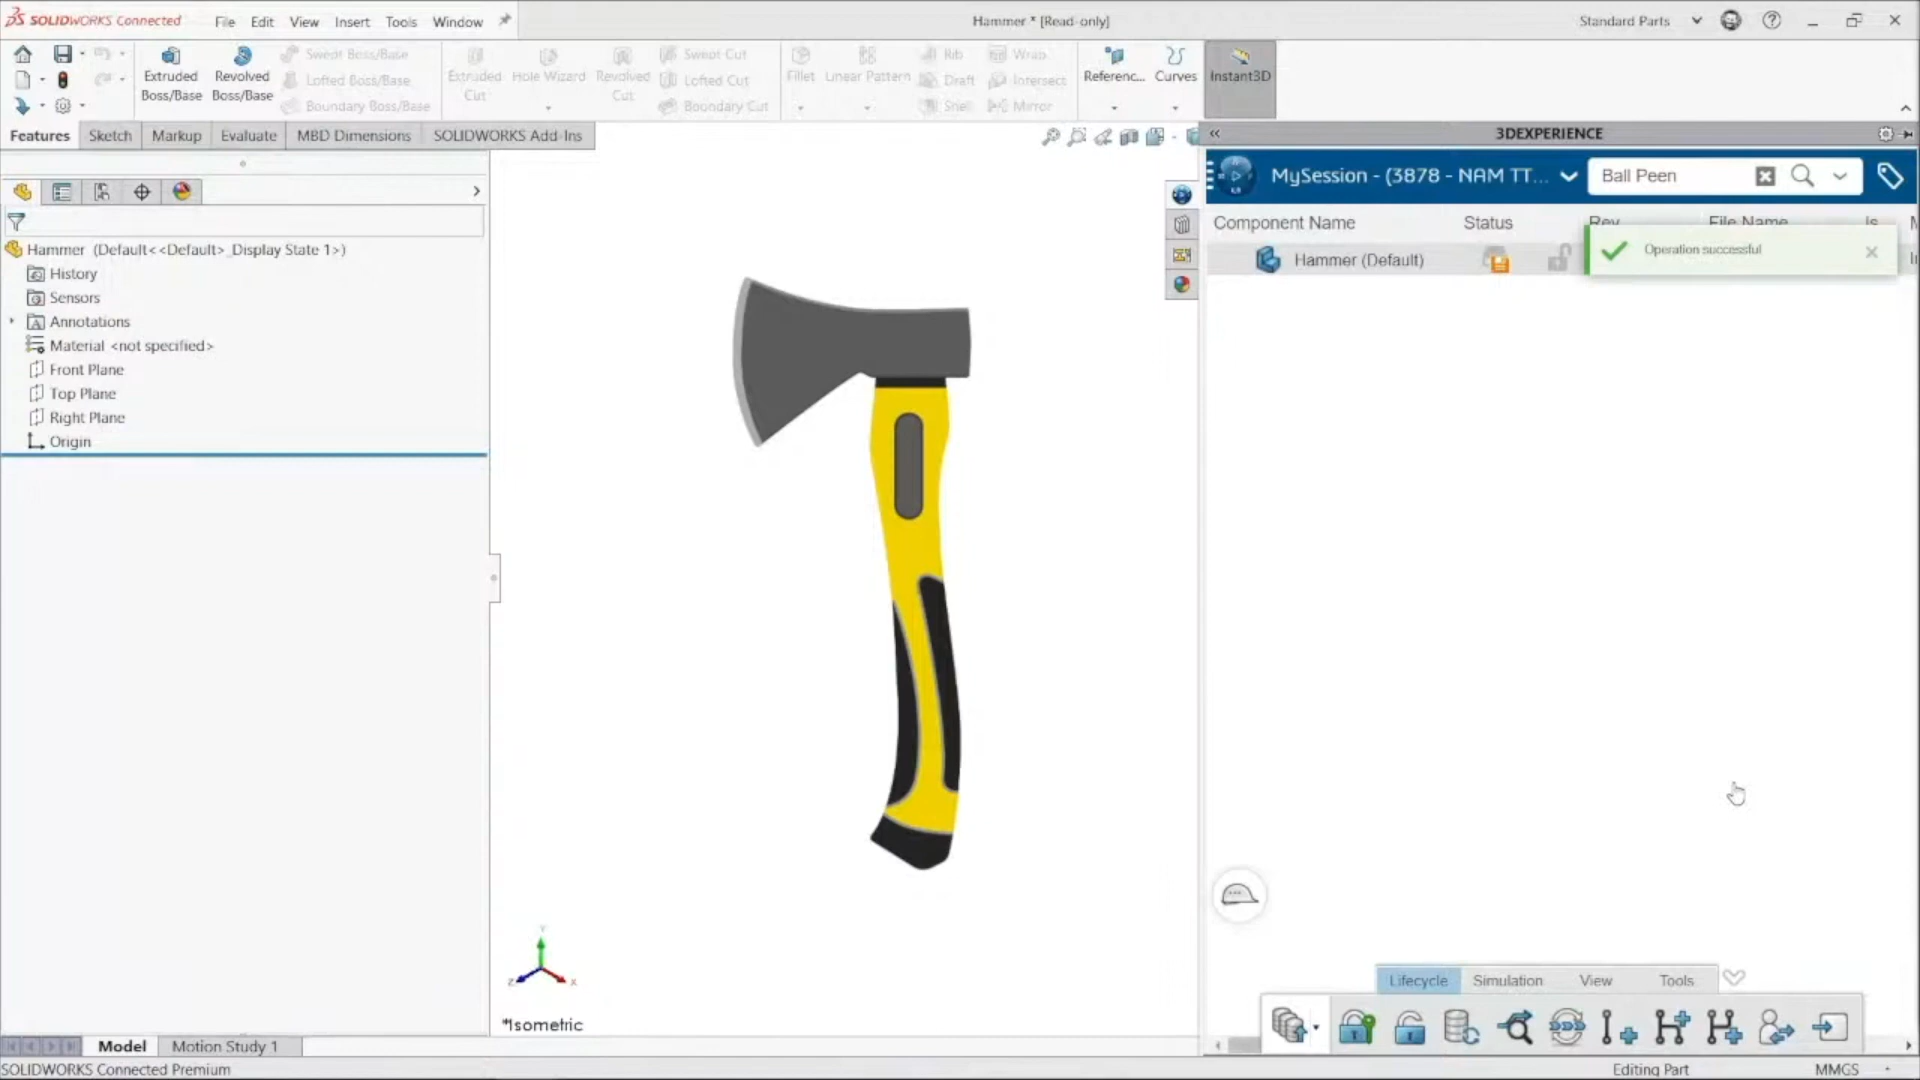 SOLIDWORKS Connected File Edit View Insert Tools Window Hammer * [Read-only] Standard Parts
Extruded Boss/Base
Revolved Boss/Base
Swept Boss/Base
Lofted Boss/Base
Boundary Boss/Base
Extruded Cut
Hole Wizard
Revolved Cut
Swept Cut
Lofted Cut
Boundary Cut
Fillet
Linear Pattern
Rib
Draft
Shell
Wrap
Intersect
Mirror
Referenc...
Curves
Instant3D
Features Sketch Markup Evaluate MBD Dimensions SOLIDWORKS Add-Ins
Hammer (Default<<Default>_Display State 1>)
History
Sensors
Annotations
Material <not specified>
Front Plane
Top Plane
Right Plane
Origin
3DEXPERIENCE
MySession - (3878 - NAM TT... Ball Peen
Component Name Status Rev File Name Is
Hammer (Default)
Operation successful
Y
Z
X
*Isometric
Lifecycle Simulation View Tools
Model Motion Study 1
SOLIDWORKS Connected Premium Editing Part MMGS